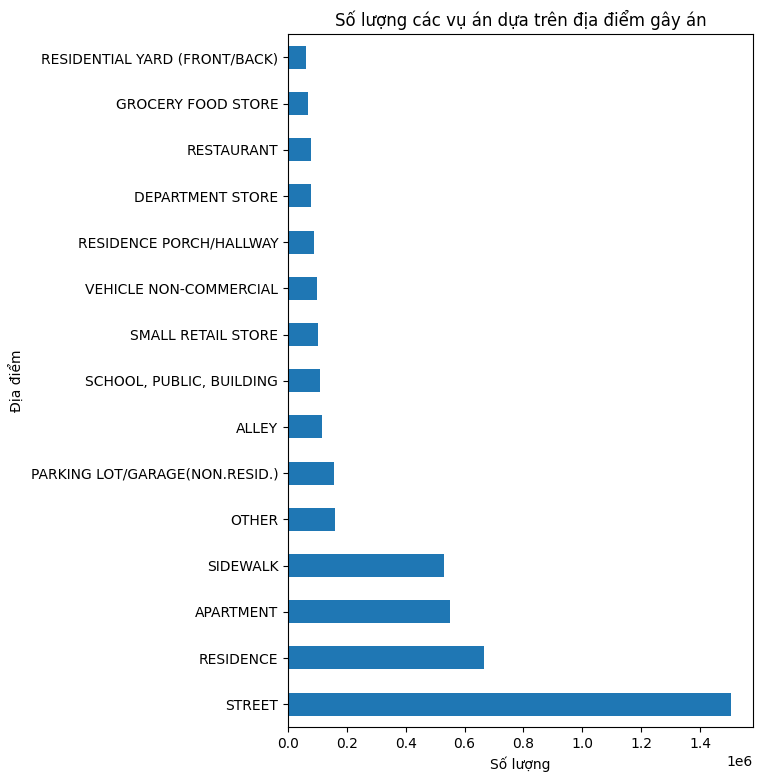 Số lượng các vụ án dựa trên địa điểm gây án
RESIDENTIAL YARD (FRONT/BACK)
GROCERY FOOD STORE
RESTAURANT
DEPARTMENT STORE
RESIDENCE PORCH/HALLWAY
VEHICLE NON-COMMERCIAL
SMALL RETAIL STORE
SCHOOL, PUBLIC, BUILDING
ALLEY
PARKING LOT/GARAGE(NON.RESID.)
OTHER
SIDEWALK
APARTMENT
RESIDENCE
STREET
Địa điểm
0.0 0.2 0.4 0.6 0.8 1.0 1.2 1.4
1e6
Số lượng